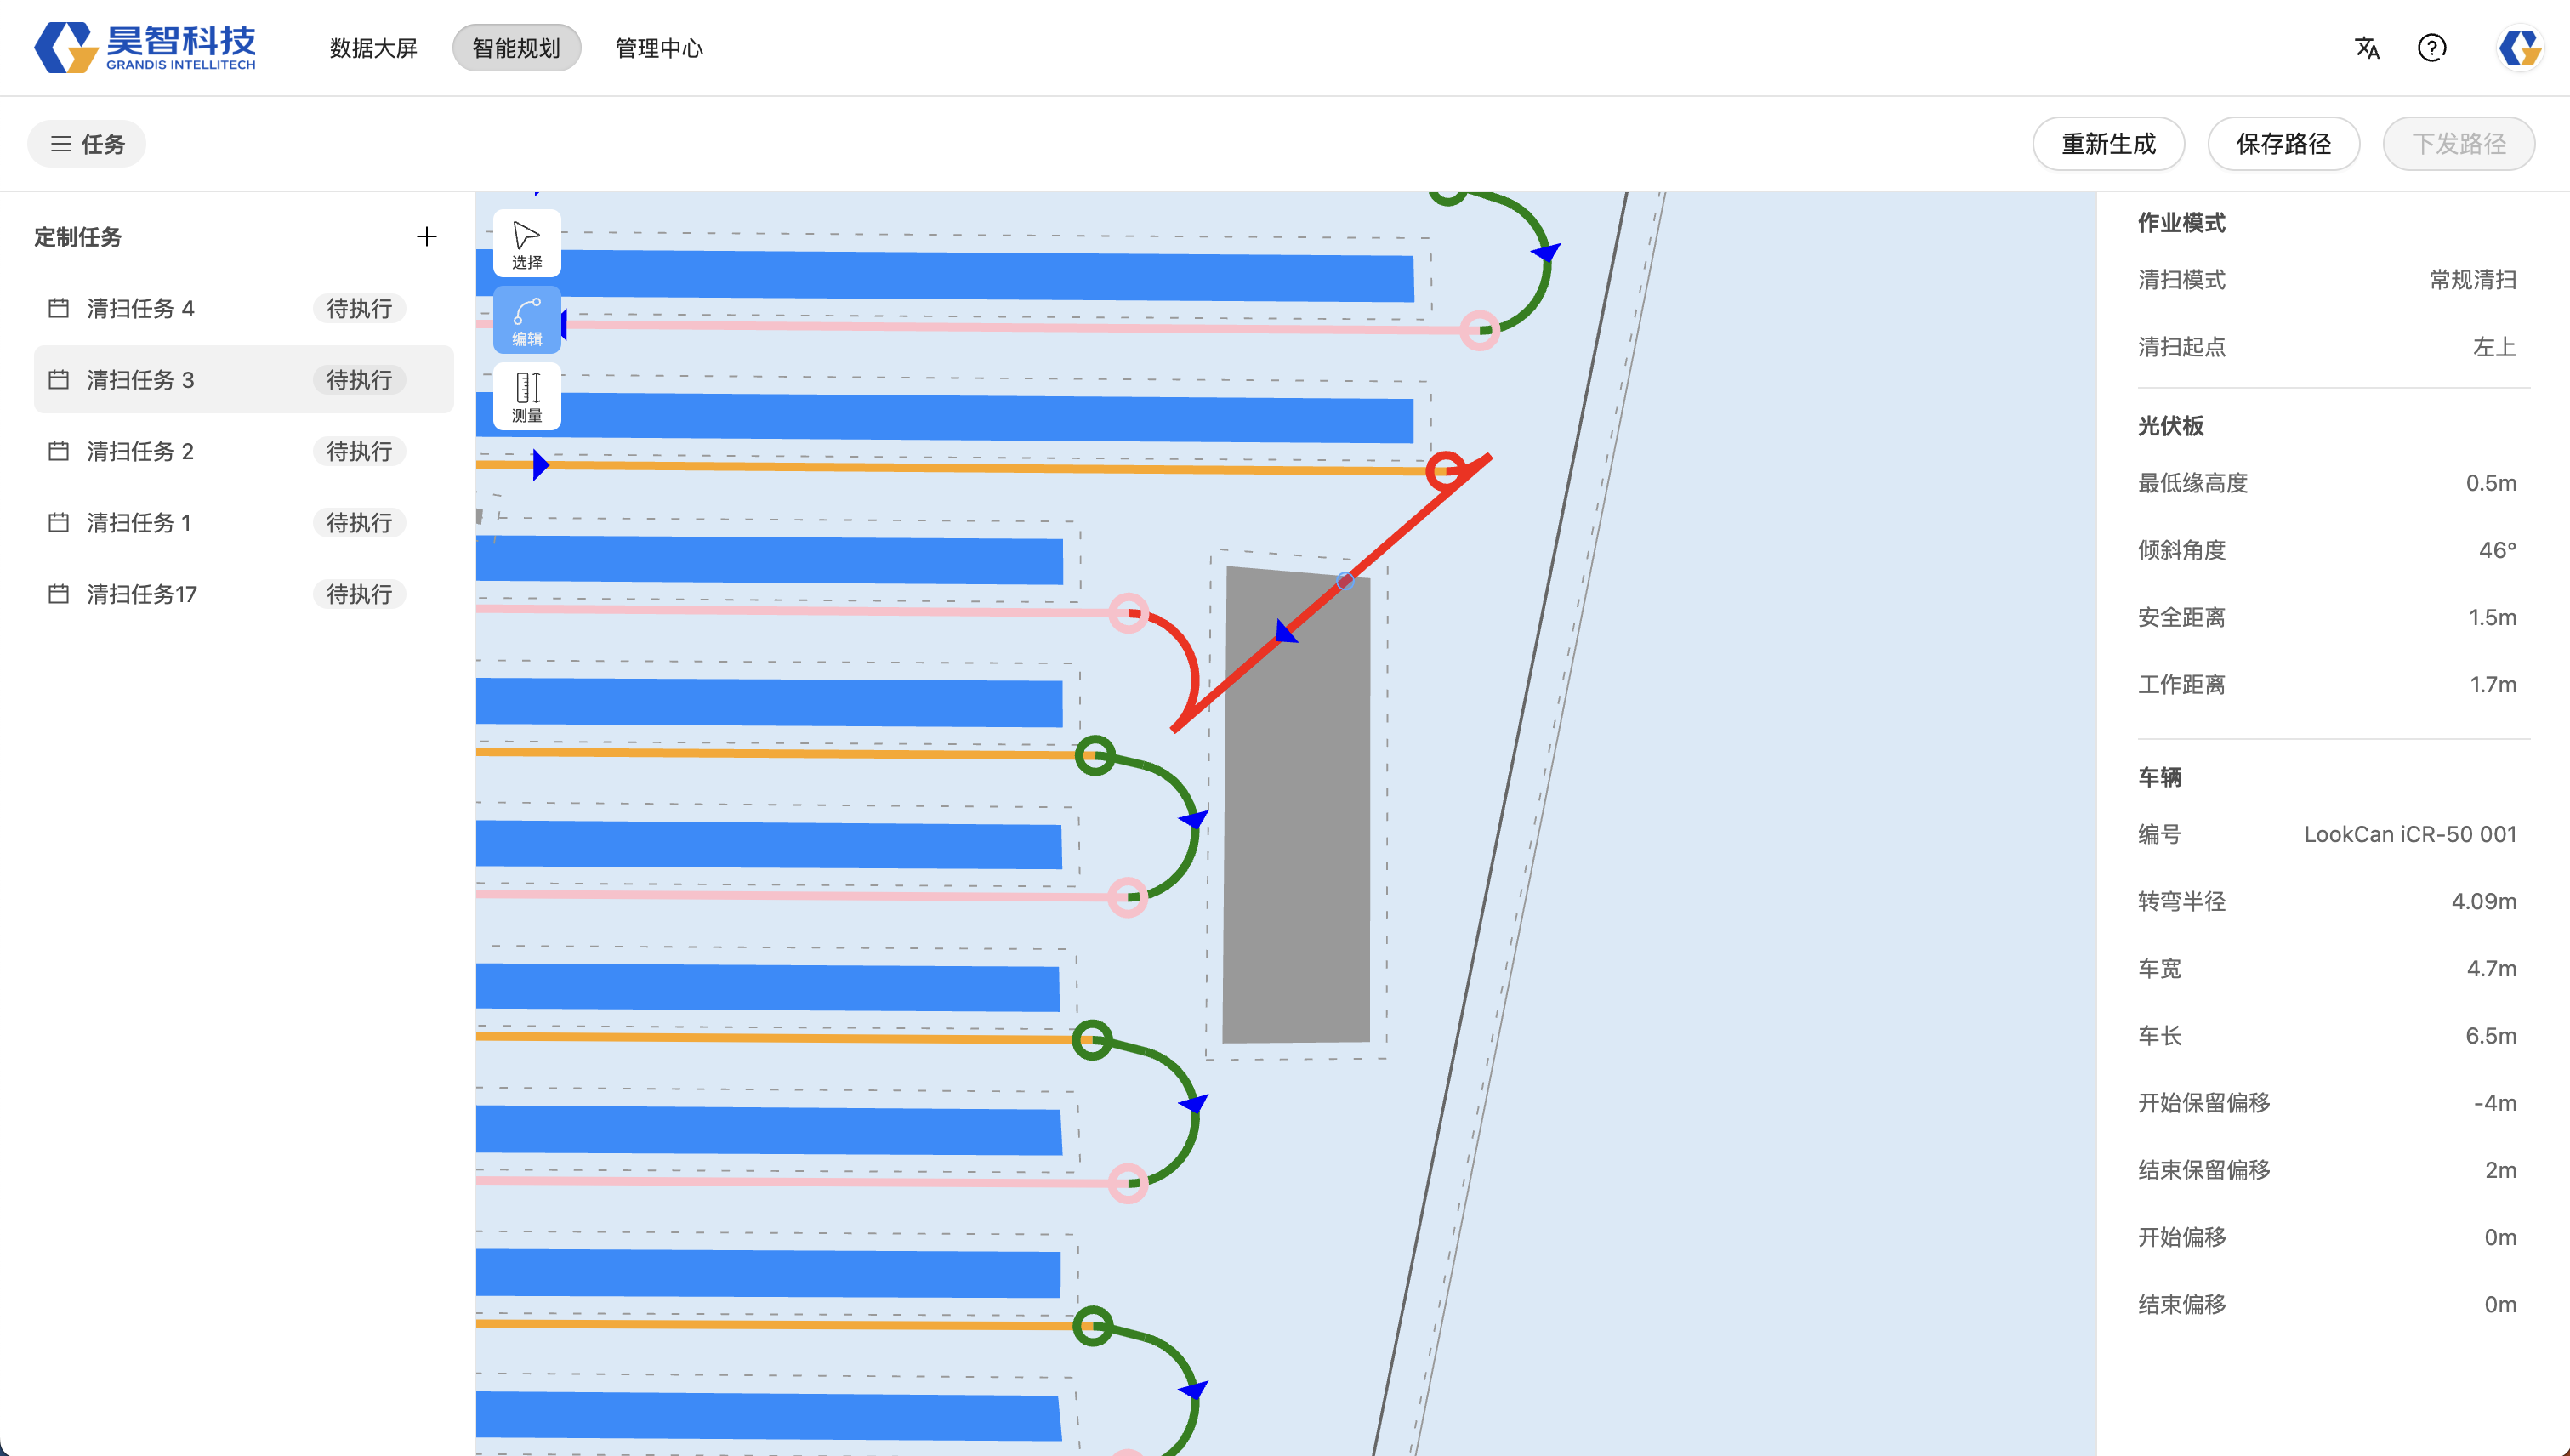 昊智科技
GRANDIS INTELLITECH
数据大屏
智能规划
管理中心
任务
重新生成
保存路径
下发路径
定制任务
清扫任务 4
待执行
清扫任务 3
待执行
清扫任务 2
待执行
清扫任务 1
待执行
清扫任务17
待执行
选择
编辑
测量
作业模式
清扫模式
常规清扫
清扫起点
左上
光伏板
最低缘高度
0.5m
倾斜角度
46°
安全距离
1.5m
工作距离
1.7m
车辆
编号
LookCan iCR-50 001
转弯半径
4.09m
车宽
4.7m
车长
6.5m
开始保留偏移
-4m
结束保留偏移
2m
开始偏移
0m
结束偏移
0m